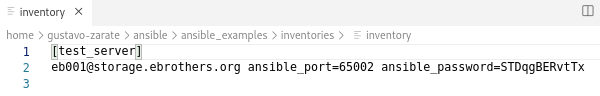 inventory ×
home > gustavo-zarate > ansible > ansible_examples > inventories > inventory
1 [test_server]
2 eb001@storage.ebrothers.org ansible_port=65002 ansible_password=STDqgBERvtTx
3